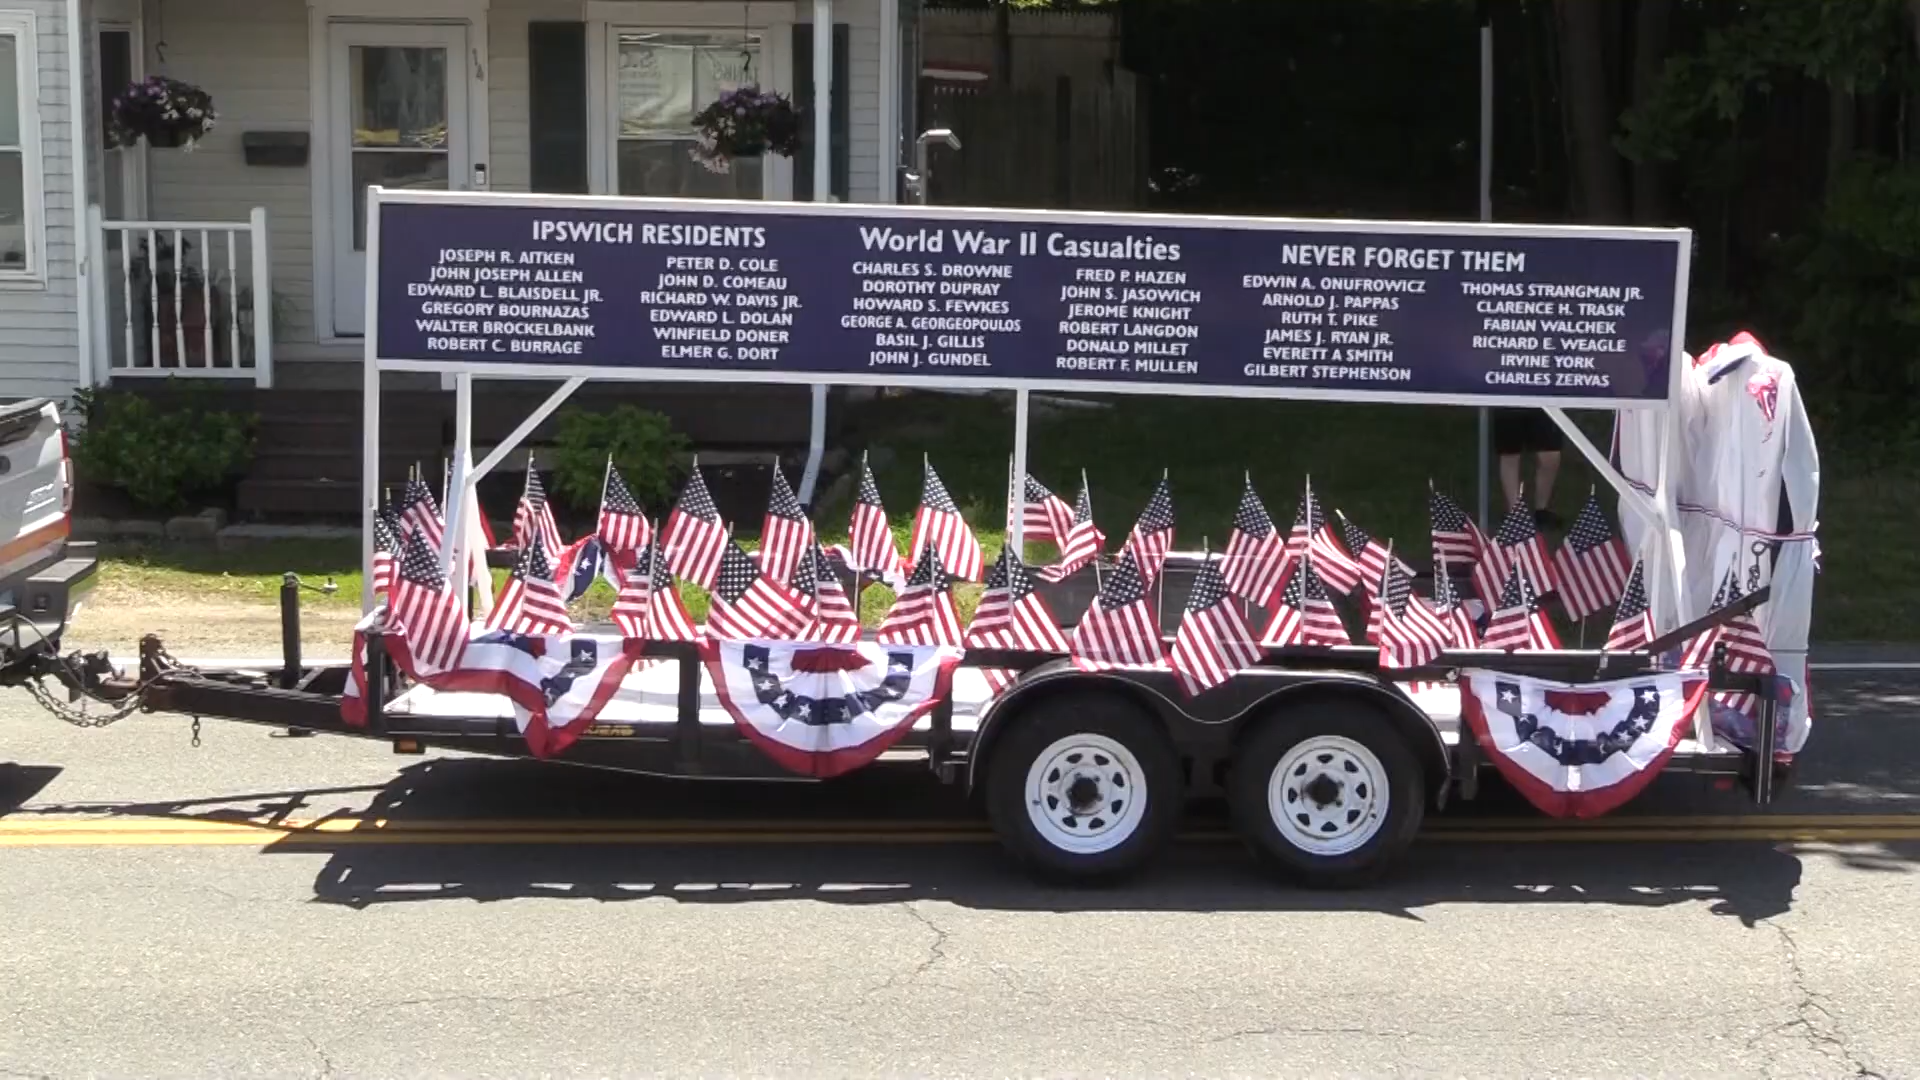 IPSWICH RESIDENTS
JOSEPH R. AITKEN
JOHN JOSEPH ALLEN
EDWARD L. BLAISDELL JR.
GREGORY BOURNAZAS
WALTER BROCKELBANK
ROBERT C. BURRAGE
PETER D. COLE
JOHN D. COMEAU
RICHARD W. DAVIS JR.
EDWARD L. DOLAN
WINFIELD DONER
ELMER G. DORT
World War II Casualties
CHARLES S. DROWNE
DOROTHY DUPRAY
HOWARD S. FEWKES
GEORGE A. GEORGEOPOULOS
BASIL J. GILLIS
JOHN J. GUNDEL
FRED P. HAZEN
JOHN S. JASOWICH
JEROME KNIGHT
ROBERT LANGDON
DONALD MILLET
ROBERT F. MULLEN
NEVER FORGET THEM
EDWIN A. ONUFROWICZ
ARNOLD J. PAPPAS
RUTH T. PIKE
JAMES J. RYAN JR.
EVERETT A SMITH
GILBERT STEPHENSON
THOMAS STRANGMAN JR.
CLARENCE H. TRASK
FABIAN WALCHEK
RICHARD E. WEAGLE
IRVINE YORK
CHARLES ZERVAS